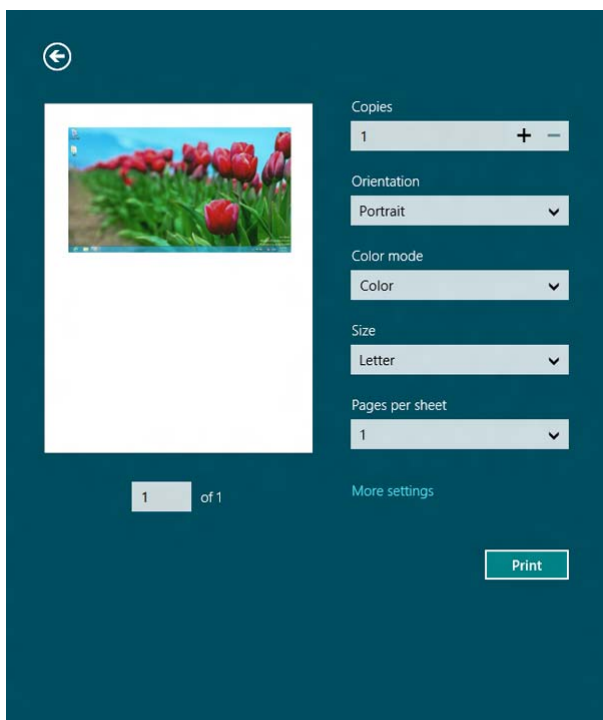 Copies
1
Orientation
Portrait
Color mode
Color
Size
Letter
Pages per sheet
1
1 of 1
More settings
Print